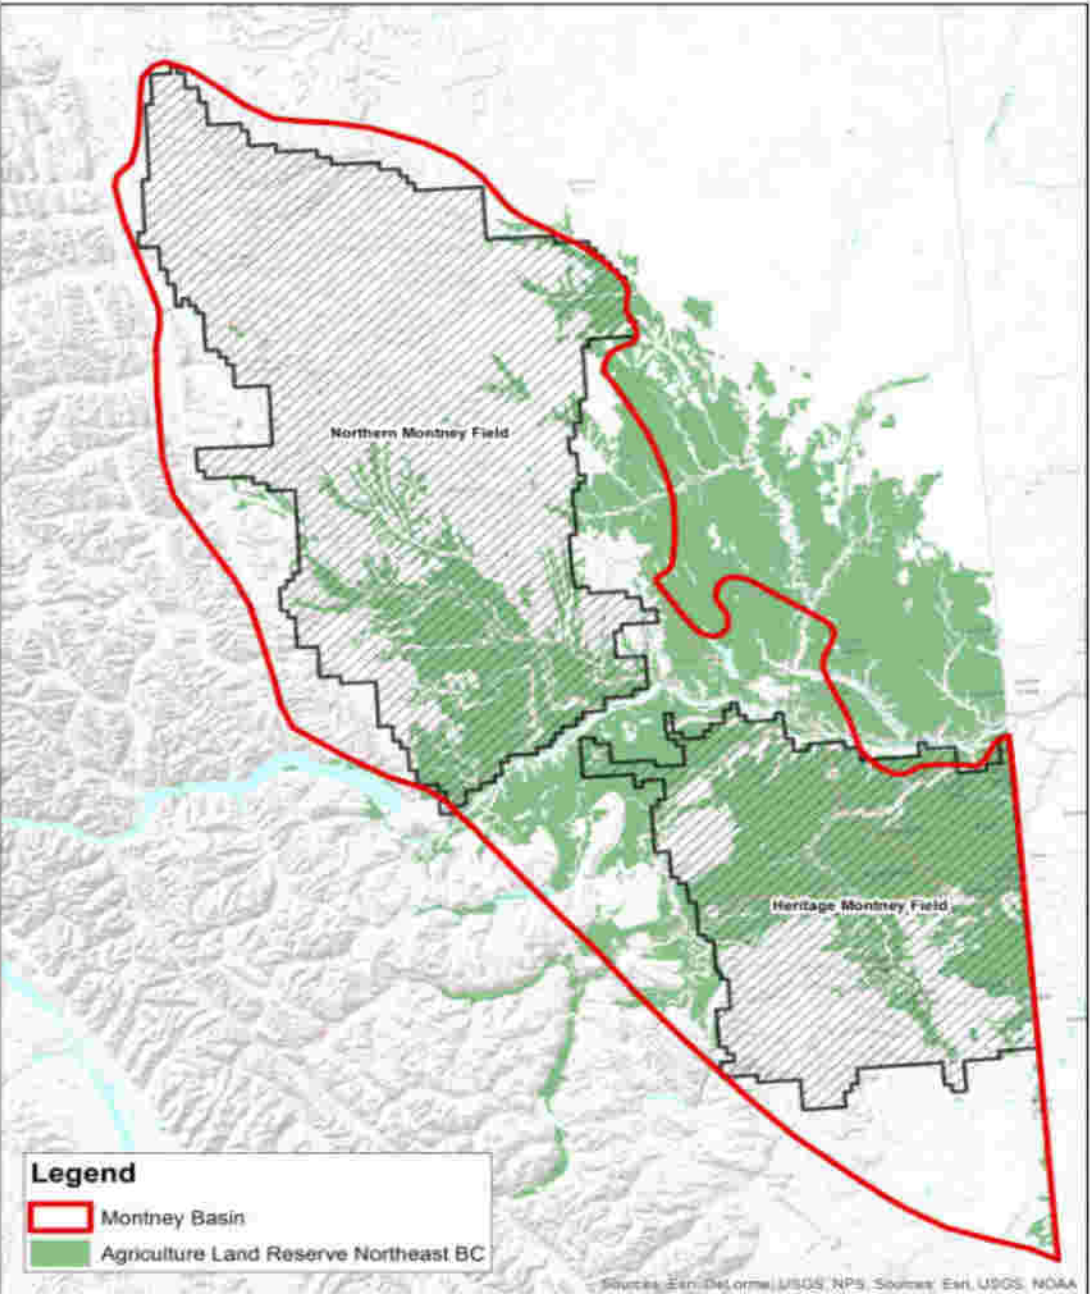 Northern Montney Field
Heritage Montney Field
Legend
Montney Basin
Agriculture Land Reserve Northeast BC
Sources: Esri, DeLorme, USGS, NPS, Sources: Esri, USGS, NOAA